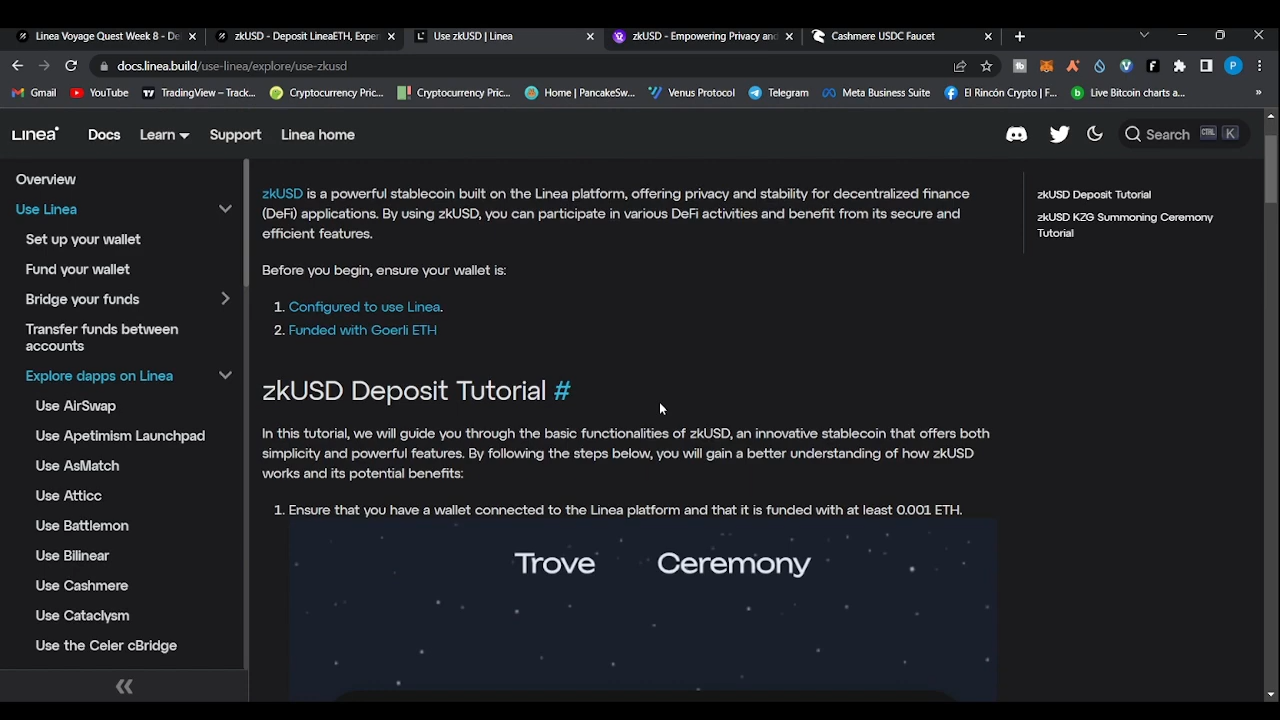 Linea Voyage Quest Week 8 - De
zkUSD - Deposit LineaETH, Exper
Use zkUSD | Linea
zkUSD - Empowering Privacy and
Cashmere USDC Faucet
docs.linea.build/use-linea/explore/use-zkusd
Gmail
YouTube
TradingView – Track...
Cryptocurrency Pric...
Cryptocurrency Pric...
Home | PancakeSw...
Venus Protocol
Telegram
Meta Business Suite
El Rincón Crypto | F...
Live Bitcoin charts a...
Linea
Docs
Learn
Support
Linea home
Search CTRL K
Overview
Use Linea
Set up your wallet
Fund your wallet
Bridge your funds
Transfer funds between
accounts
Explore dapps on Linea
Use AirSwap
Use Apetimism Launchpad
Use AsMatch
Use Atticc
Use Battlemon
Use Bilinear
Use Cashmere
Use Cataclysm
Use the Celer cBridge
zkUSD is a powerful stablecoin built on the Linea platform, offering privacy and stability for decentralized finance
(DeFi) applications. By using zkUSD, you can participate in various DeFi activities and benefit from its secure and
efficient features.
Before you begin, ensure your wallet is:
1. Configured to use Linea.
2. Funded with Goerli ETH
zkUSD Deposit Tutorial #
In this tutorial, we will guide you through the basic functionalities of zkUSD, an innovative stablecoin that offers both
simplicity and powerful features. By following the steps below, you will gain a better understanding of how zkUSD
works and its potential benefits:
1. Ensure that you have a wallet connected to the Linea platform and that it is funded with at least 0.001 ETH.
Trove Ceremony
zkUSD Deposit Tutorial
zkUSD KZG Summoning Ceremony
Tutorial